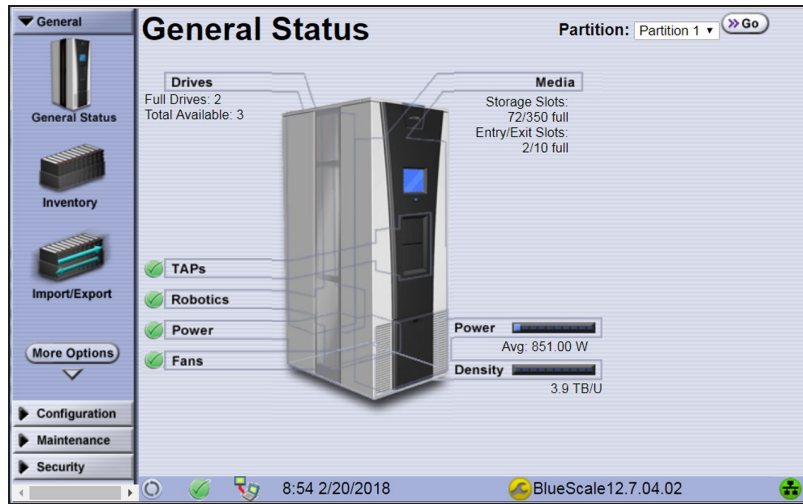 General
General Status
Partition: Partition 1
Go
General Status
Inventory
Import/Export
More Options
Configuration
Maintenance
Security
Drives
Full Drives: 2
Total Available: 3
Media
Storage Slots:
72/350 full
Entry/Exit Slots:
2/10 full
TAPs
Robotics
Power
Fans
Power
Avg: 851.00 W
Density
3.9 TB/U
8:54 2/20/2018
BlueScale12.7.04.02